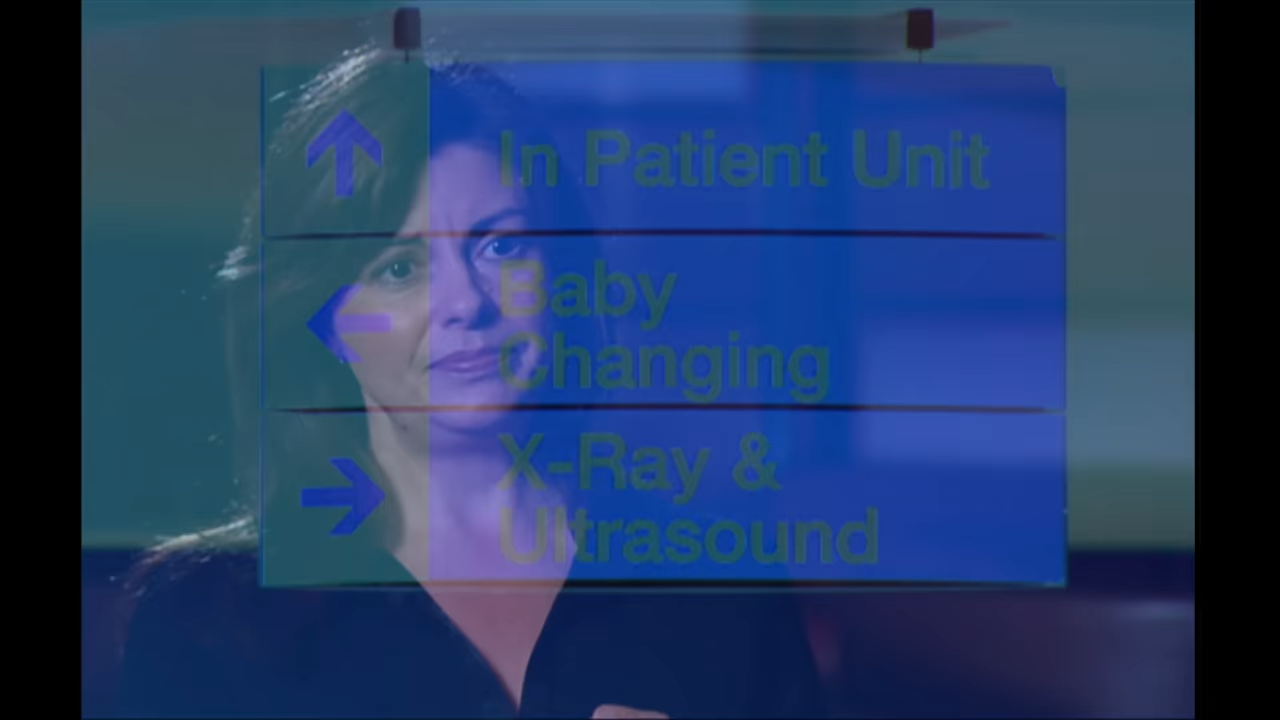 In Patient Unit
Baby
Changing
X-Ray &
Ultrasound